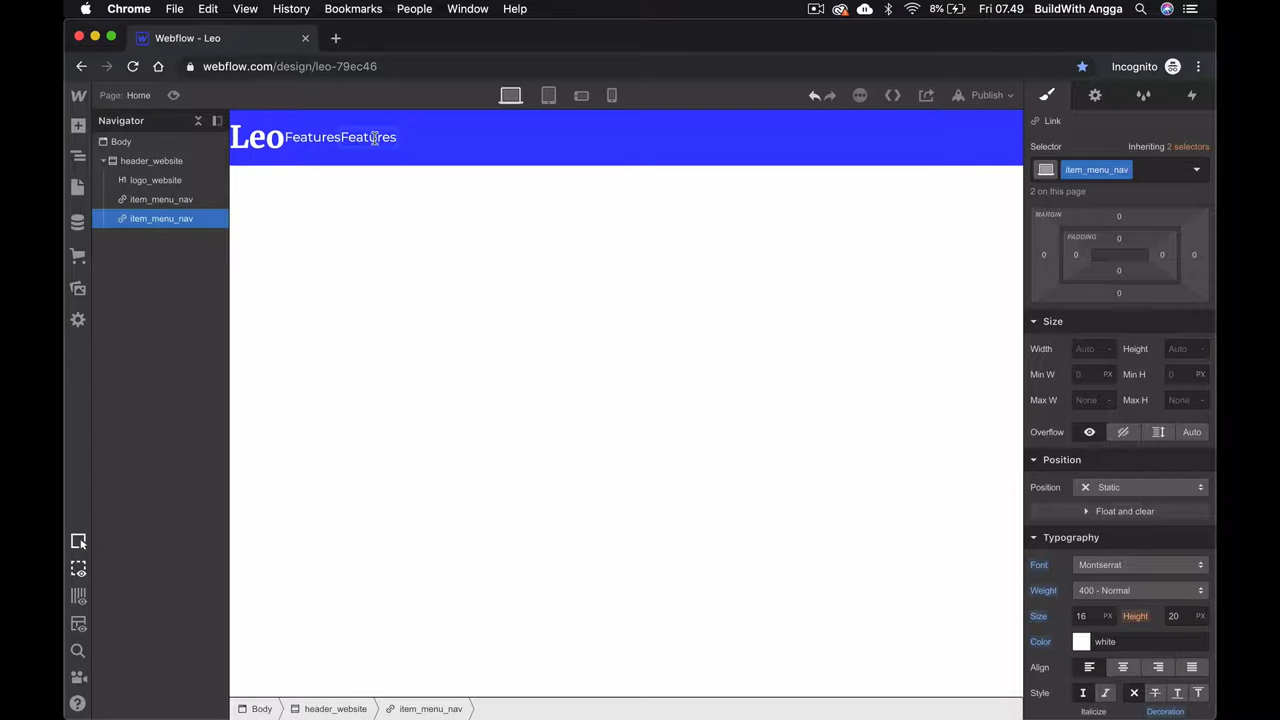 Chrome File Edit View History Bookmarks People Window Help 8% Fri 07.49 BuildWith Angga
Webflow - Leo
webflow.com/design/leo-79ec46 Incognito
Page: Home Publish
Navigator
Body
header_website
H1 logo_website
item_menu_nav
item_menu_nav
Leo Features Features
Link
Selector Inheriting 2 selectors
item_menu_nav
2 on this page
MARGIN 0
PADDING 0
0 0 0 0
0
0
Size
Width Auto - Height Auto -
Min W 0 PX Min H 0 PX
Max W None - Max H None -
Overflow Auto
Position
Position Static
Float and clear
Typography
Font Montserrat
Weight 400 - Normal
Size 16 PX Height 20 PX
Color white
Align
Style I I T T T
Italicize Decoration
Body header_website item_menu_nav